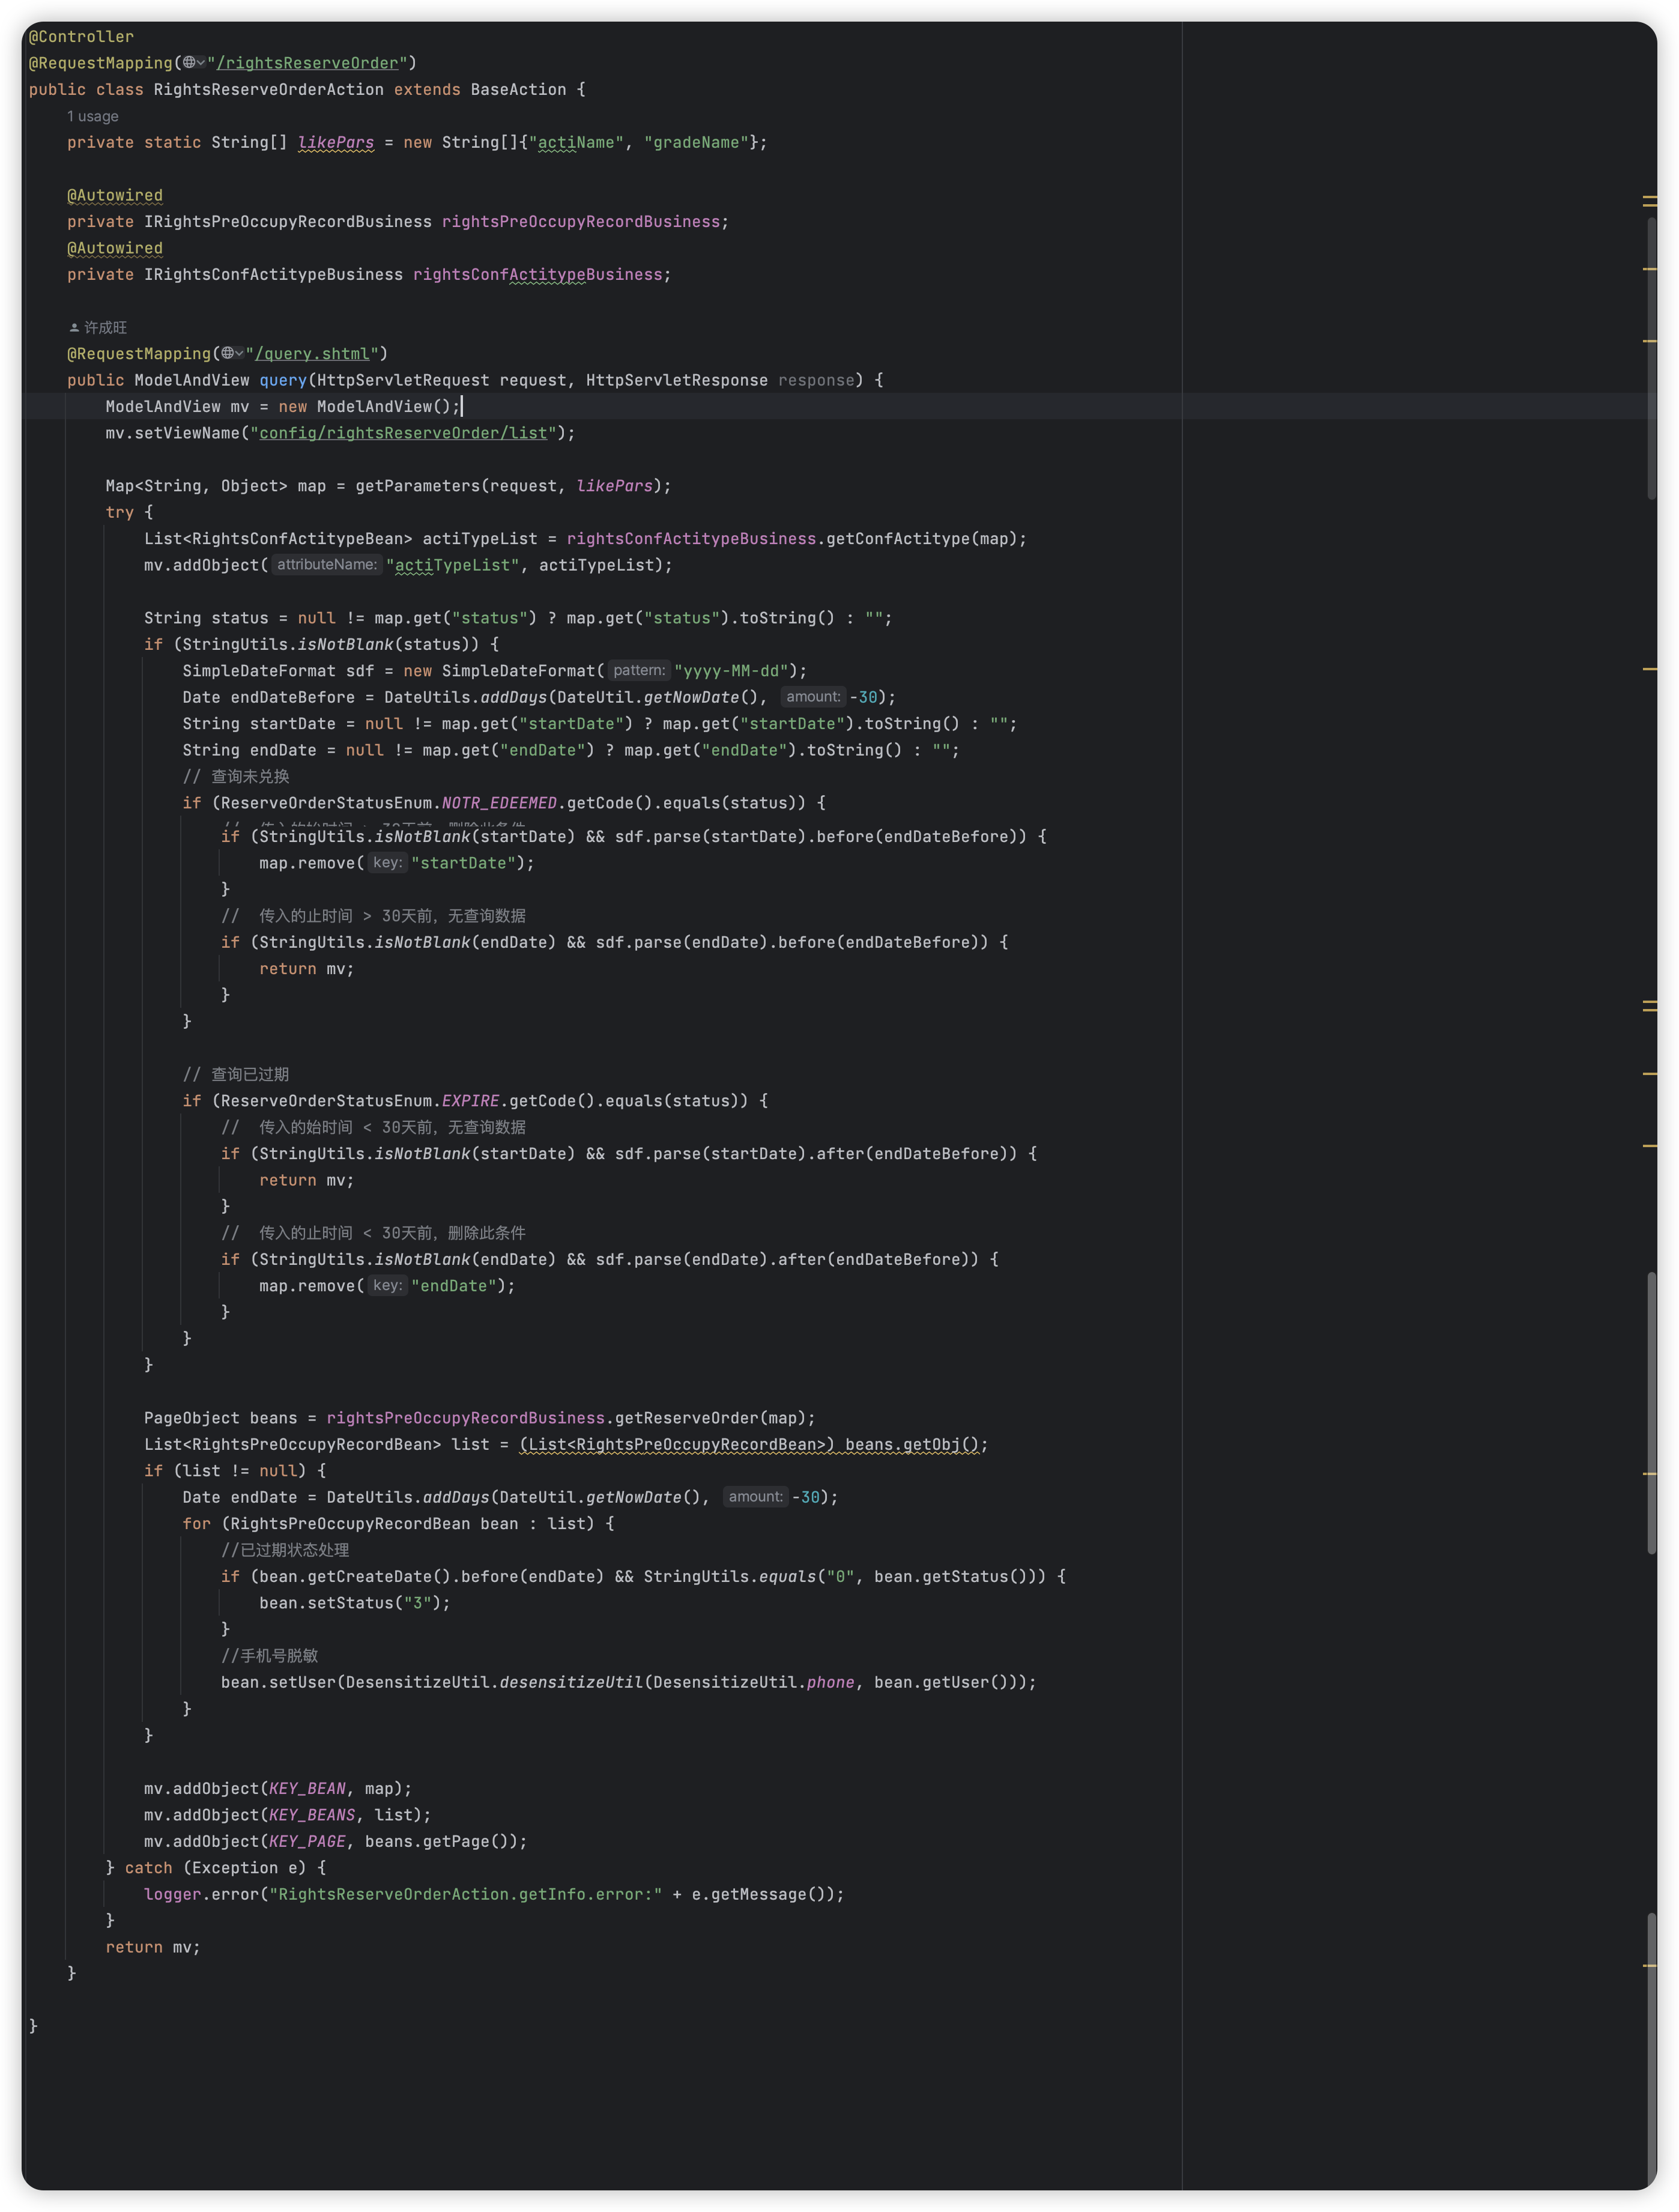 @Controller
@RequestMapping("/rightsReserveOrder")
public class RightsReserveOrderAction extends BaseAction {
1 usage
private static String[] likePars = new String[]{"actiName", "gradeName"};
@Autowired
private IRightsPreOccupyRecordBusiness rightsPreOccupyRecordBusiness;
@Autowired
private IRightsConfActitypeBusiness rightsConfActitypeBusiness;
许成旺
@RequestMapping("/query.shtml")
public ModelAndView query(HttpServletRequest request, HttpServletResponse response) {
ModelAndView mv = new ModelAndView();
mv.setViewName("config/rightsReserveOrder/list");
Map<String, Object> map = getParameters(request, likePars);
try {
List<RightsConfActitypeBean> actiTypeList = rightsConfActitypeBusiness.getConfActitype(map);
mv.addObject( attributeName: "actiTypeList", actiTypeList);
String status = null != map.get("status") ? map.get("status").toString() : "";
if (StringUtils.isNotBlank(status)) {
SimpleDateFormat sdf = new SimpleDateFormat( pattern: "yyyy-MM-dd");
Date endDateBefore = DateUtils.addDays(DateUtil.getNowDate(), amount: -30);
String startDate = null != map.get("startDate") ? map.get("startDate").toString() : "";
String endDate = null != map.get("endDate") ? map.get("endDate").toString() : "";
// 查询未兑换
if (ReserveOrderStatusEnum.NOTR_EDEEMED.getCode().equals(status)) {
if (StringUtils.isNotBlank(startDate) && sdf.parse(startDate).before(endDateBefore)) {
map.remove( key: "startDate");
}
//  传入的止时间 > 30天前，无查询数据
if (StringUtils.isNotBlank(endDate) && sdf.parse(endDate).before(endDateBefore)) {
return mv;
}
}
// 查询已过期
if (ReserveOrderStatusEnum.EXPIRE.getCode().equals(status)) {
//  传入的始时间 < 30天前，无查询数据
if (StringUtils.isNotBlank(startDate) && sdf.parse(startDate).after(endDateBefore)) {
return mv;
}
//  传入的止时间 < 30天前，删除此条件
if (StringUtils.isNotBlank(endDate) && sdf.parse(endDate).after(endDateBefore)) {
map.remove( key: "endDate");
}
}
}
PageObject beans = rightsPreOccupyRecordBusiness.getReserveOrder(map);
List<RightsPreOccupyRecordBean> list = (List<RightsPreOccupyRecordBean>) beans.getObj();
if (list != null) {
Date endDate = DateUtils.addDays(DateUtil.getNowDate(), amount: -30);
for (RightsPreOccupyRecordBean bean : list) {
//已过期状态处理
if (bean.getCreateDate().before(endDate) && StringUtils.equals("0", bean.getStatus())) {
bean.setStatus("3");
}
//手机号脱敏
bean.setUser(DesensitizeUtil.desensitizeUtil(DesensitizeUtil.phone, bean.getUser()));
}
}
mv.addObject(KEY_BEAN, map);
mv.addObject(KEY_BEANS, list);
mv.addObject(KEY_PAGE, beans.getPage());
} catch (Exception e) {
logger.error("RightsReserveOrderAction.getInfo.error:" + e.getMessage());
}
return mv;
}
}